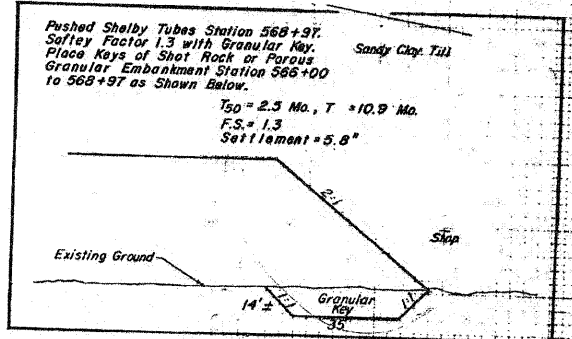 Pushed Shelby Tubes Station 568+97.
Softey Factor 1.3 with Granular Key.
Place Keys of Shot Rock or Porous
Granular Embankment Station 566+00
to 568+97 as Shown Below.
Sandy Clay Till
T50 = 2.5 Mo., T = 10.9 Mo.
F.S. = 1.3
Settlement = 5.8"
2:1
Existing Ground
14'±
1:1
Granular
Key
35'
1:1